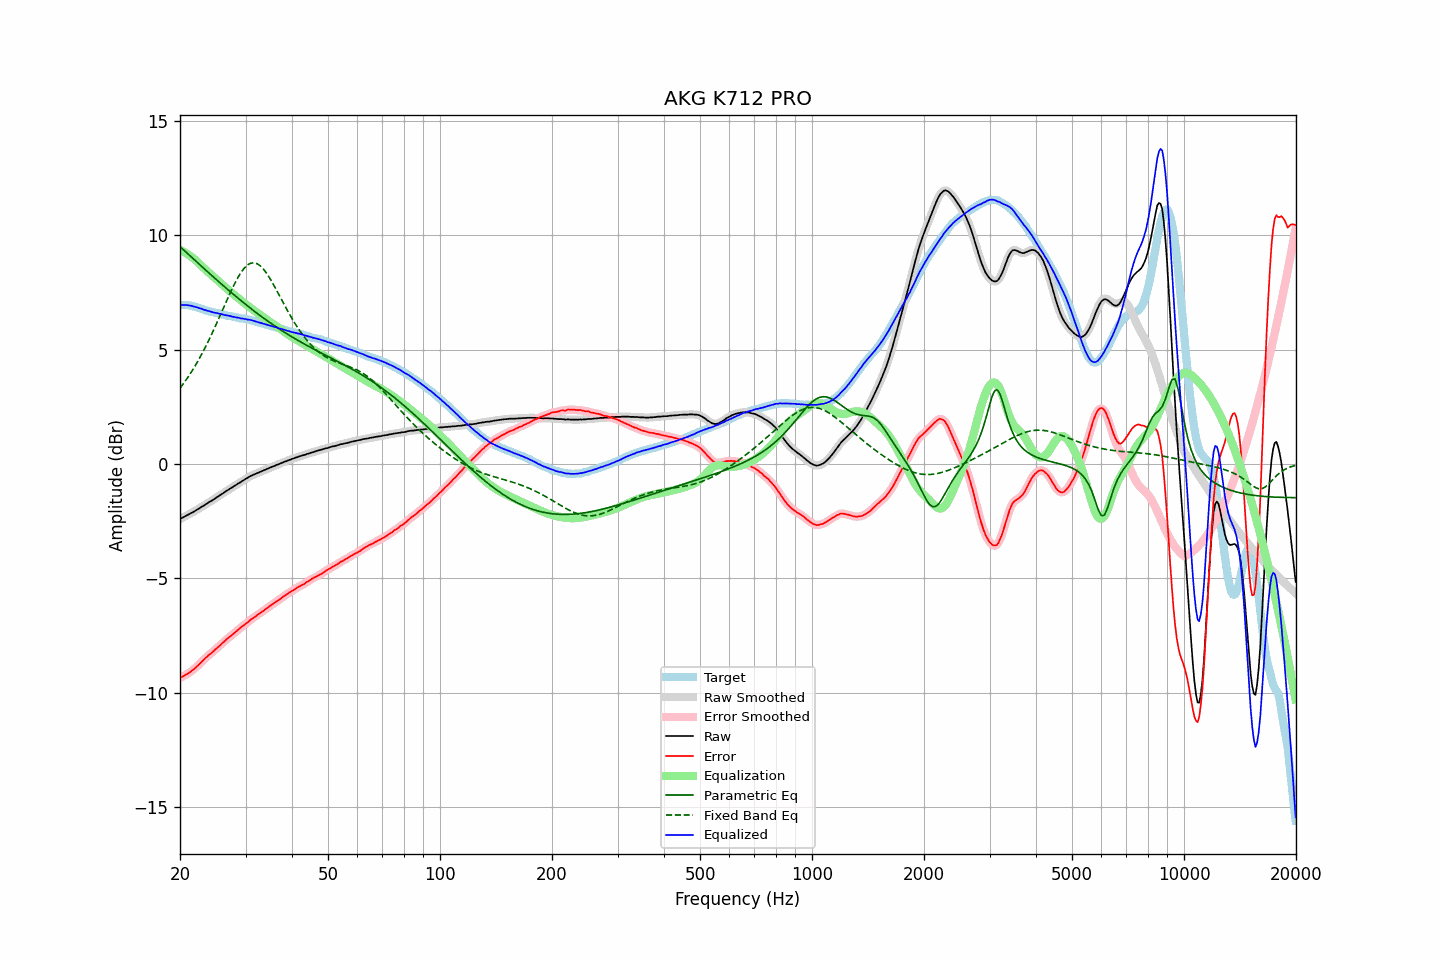 AKG K712 PRO
15
10
5
0
−5
−10
−15
Amplitude (dBr)
Target
Raw Smoothed
Error Smoothed
Raw
Error
Equalization
Parametric Eq
Fixed Band Eq
Equalized
20 50 100 200 500 1000 2000 5000 10000 20000
Frequency (Hz)